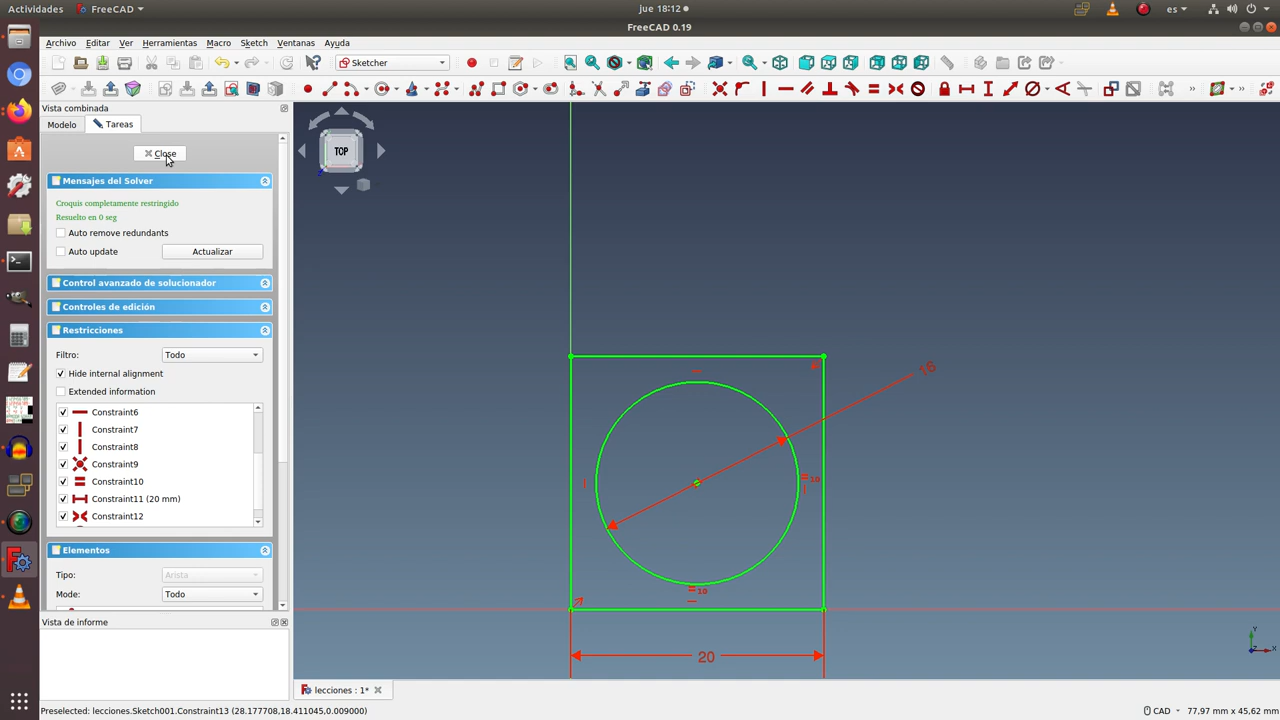 Actividades FreeCAD jue 18:12 es
FreeCAD 0.19
Archivo Editar Ver Herramientas Macro Sketch Ventanas Ayuda
Sketcher
Vista combinada
Modelo Tareas
Close
Mensajes del Solver
Croquis completamente restringido
Resuelto en 0 seg
Auto remove redundants
Auto update Actualizar
Control avanzado de solucionador
Controles de edición
Restricciones
Filtro: Todo
Hide internal alignment
Extended information
Constraint6
Constraint7
Constraint8
Constraint9
Constraint10
Constraint11 (20 mm)
Constraint12
Elementos
Tipo: Arista
Mode: Todo
Vista de informe
TOP
Z
16
10
10
20
Y
Z
X
lecciones : 1*
Preselected: lecciones.Sketch001.Constraint13 (28.177708,18.411045,0.009000)
CAD
77,97 mm x 45,62 mm